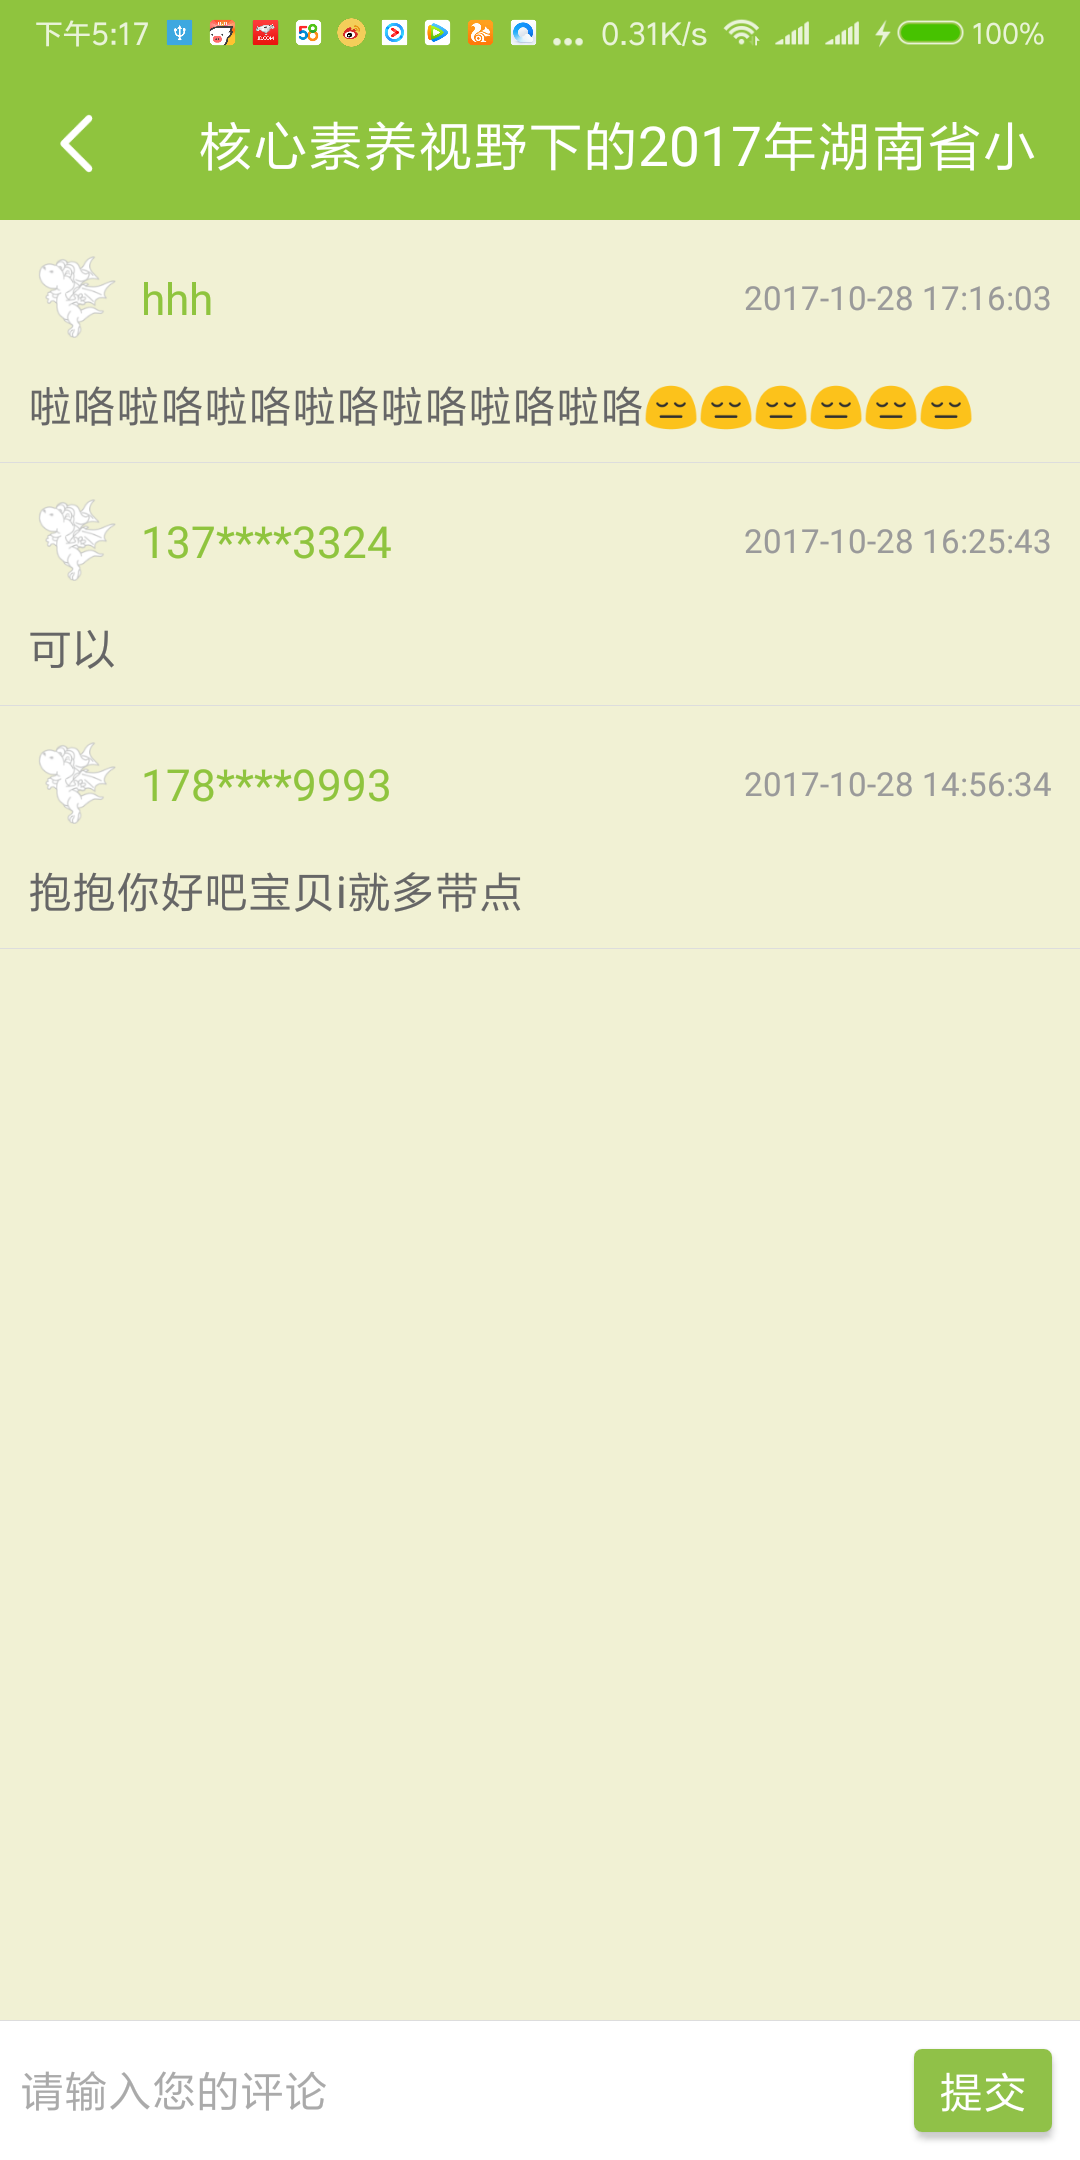 下午5:17 58 ... 0.31K/s 100%
核心素养视野下的2017年湖南省小
hhh 2017-10-28 17:16:03
啦咯啦咯啦咯啦咯啦咯啦咯啦咯😑😑😑😑😑😑
137****3324 2017-10-28 16:25:43
可以
178****9993 2017-10-28 14:56:34
抱抱你好吧宝贝i就多带点
请输入您的评论 提交